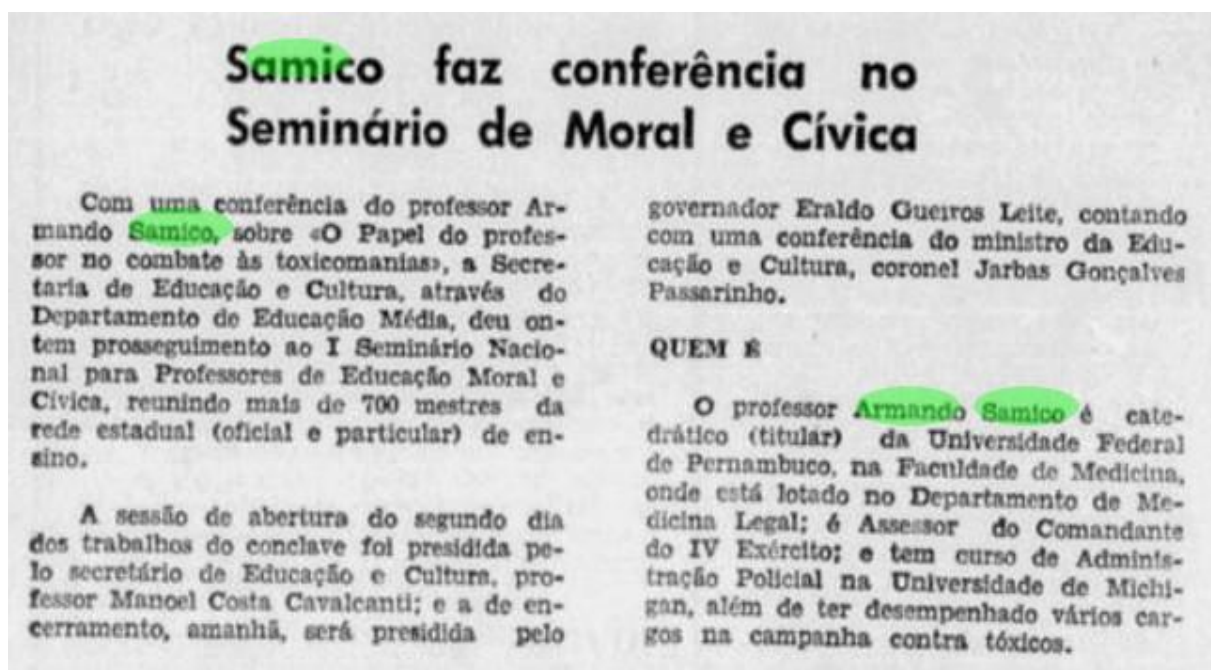 Samico faz conferência no
Seminário de Moral e Cívica
Com uma conferência do professor Ar-
mando Samico, sobre «O Papel do profes-
sor no combate às toxicomanias», a Secre-
taria de Educação e Cultura, através do
Departamento de Educação Média, deu on-
tem prosseguimento ao I Seminário Nacio-
nal para Professores de Educação Moral e
Cívica, reunindo mais de 700 mestres da
rede estadual (oficial e particular) de en-
sino.
A sessão de abertura do segundo dia
dos trabalhos do conclave foi presidida pe-
lo secretário de Educação e Cultura, pro-
fessor Manoel Costa Cavalcanti; e a de en-
cerramento, amanhã, será presidida pelo
governador Eraldo Gueiros Leite, contando
com uma conferência do ministro da Edu-
cação e Cultura, coronel Jarbas Gonçalves
Passarinho.
QUEM É
O professor Armando Samico é cate-
drático (titular) da Universidade Federal
de Pernambuco, na Faculdade de Medicina,
onde está lotado no Departamento de Me-
dicina Legal; é Assessor do Comandante
do IV Exército; e tem curso de Adminis-
tração Policial na Universidade de Michi-
gan, além de ter desempenhado vários car-
gos na campanha contra tóxicos.